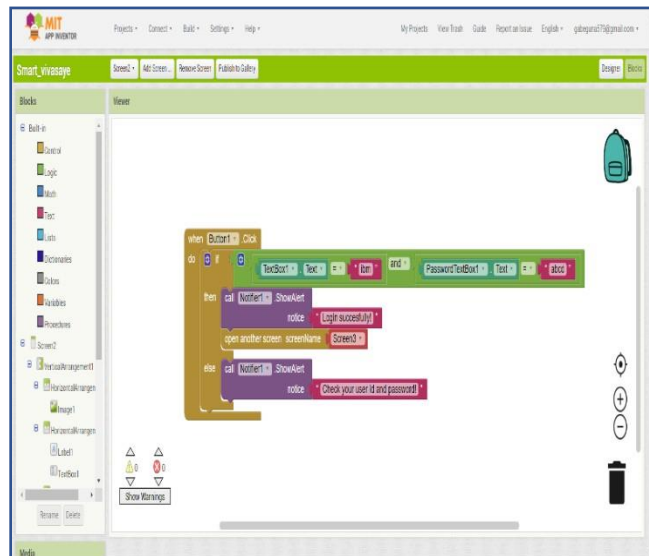 MIT
APP INVENTOR
Projects Connect Build Settings Help
My Projects View Trash Guide Report an Issue English
Smart_vivasaye
Screen2 Add Screen ... Remove Screen Publish to Gallery
Designer Blocks
Blocks
Viewer
Built-in
Control
Logic
Math
Text
Lists
Dictionaries
Colors
Variables
Procedures
Screen2
VerticalArrangement1
HorizontalArrangen
Image1
HorizontalArrangen
Label1
TextBox1
Rename Delete
Media
when Button1 .Click
do if TextBox1 . Text = " ibm " and PasswordTextBox1 . Text = " abcd "
then call Notifier1 .ShowAlert
notice " Login succesfully! "
open another screen screenName Screen3
else call Notifier1 .ShowAlert
notice " Check your user id and password! "
0 0
Show Warnings